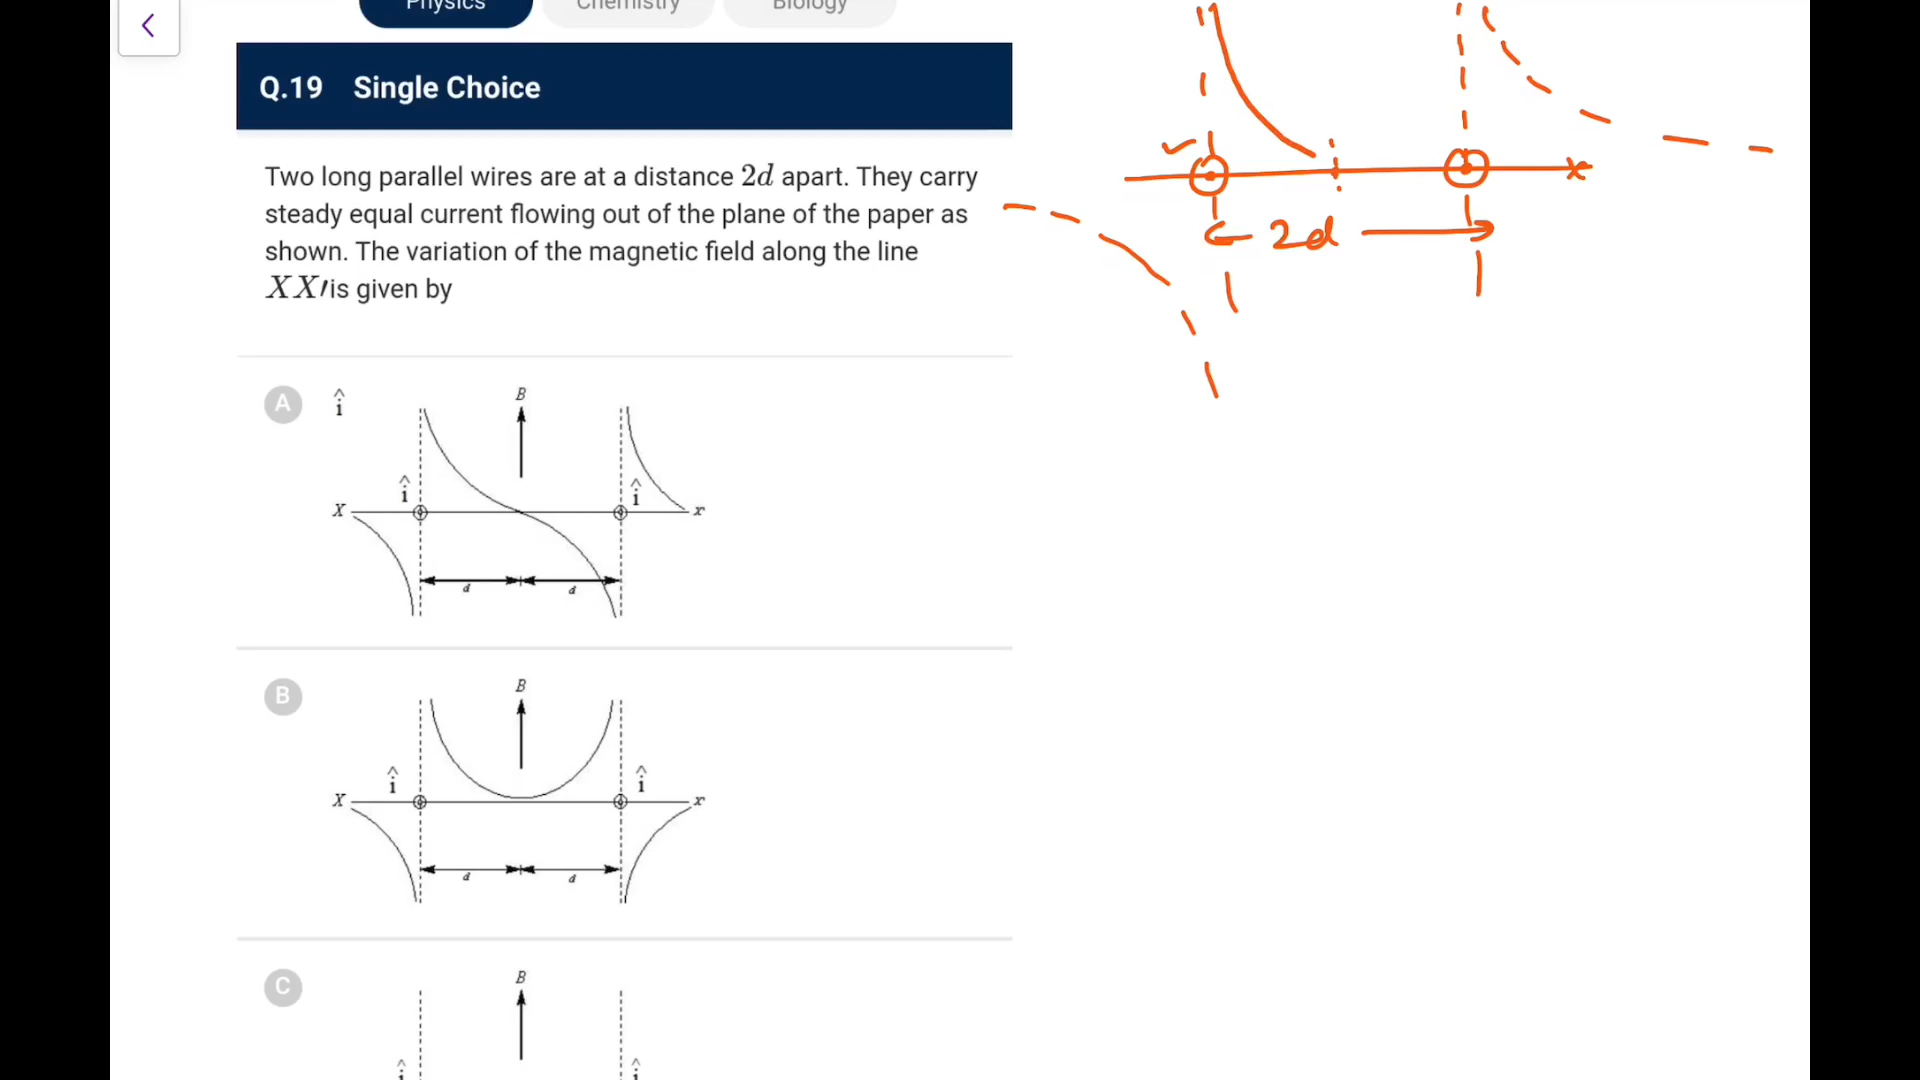 Physics
Chemistry
Biology
Q.19 Single Choice
Two long parallel wires are at a distance 2d apart. They carry
steady equal current flowing out of the plane of the paper as
shown. The variation of the magnetic field along the line
XX′is given by
A
î
B
î
î
X
x
d
d
B
B
î
î
X
x
d
d
C
B
î
î
2d
x